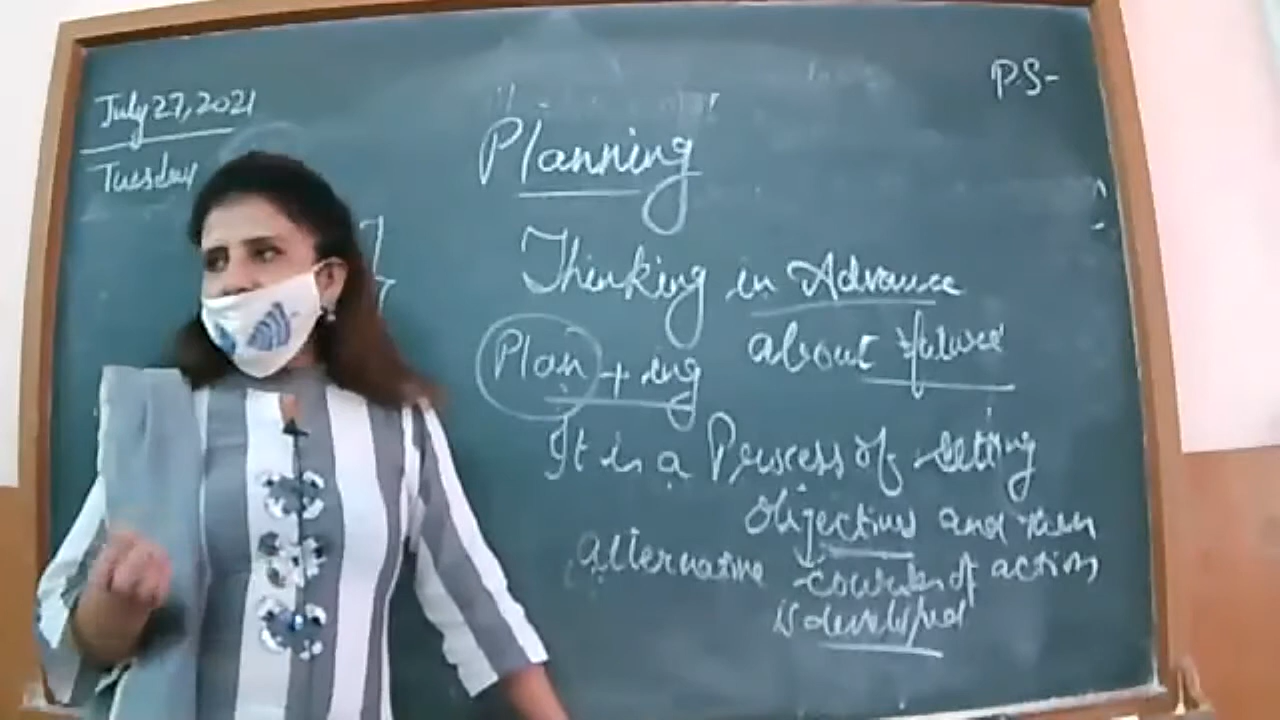 July 27, 2021
Tuesday
P.S-
Planning
Thinking in Advance
about future
Plan + ing
It is a Process of setting
objectives and then
alternative courses of action
is developed